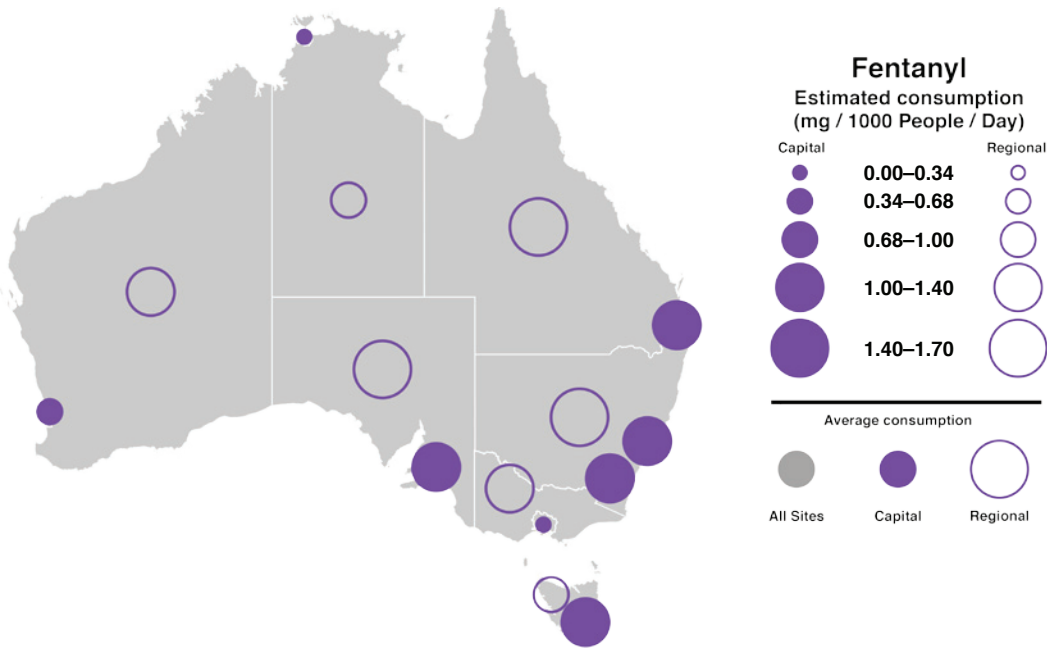 Fentanyl
Estimated consumption
(mg / 1000 People / Day)
Capital
Regional
0.00–0.34
0.34–0.68
0.68–1.00
1.00–1.40
1.40–1.70
Average consumption
All Sites
Capital
Regional